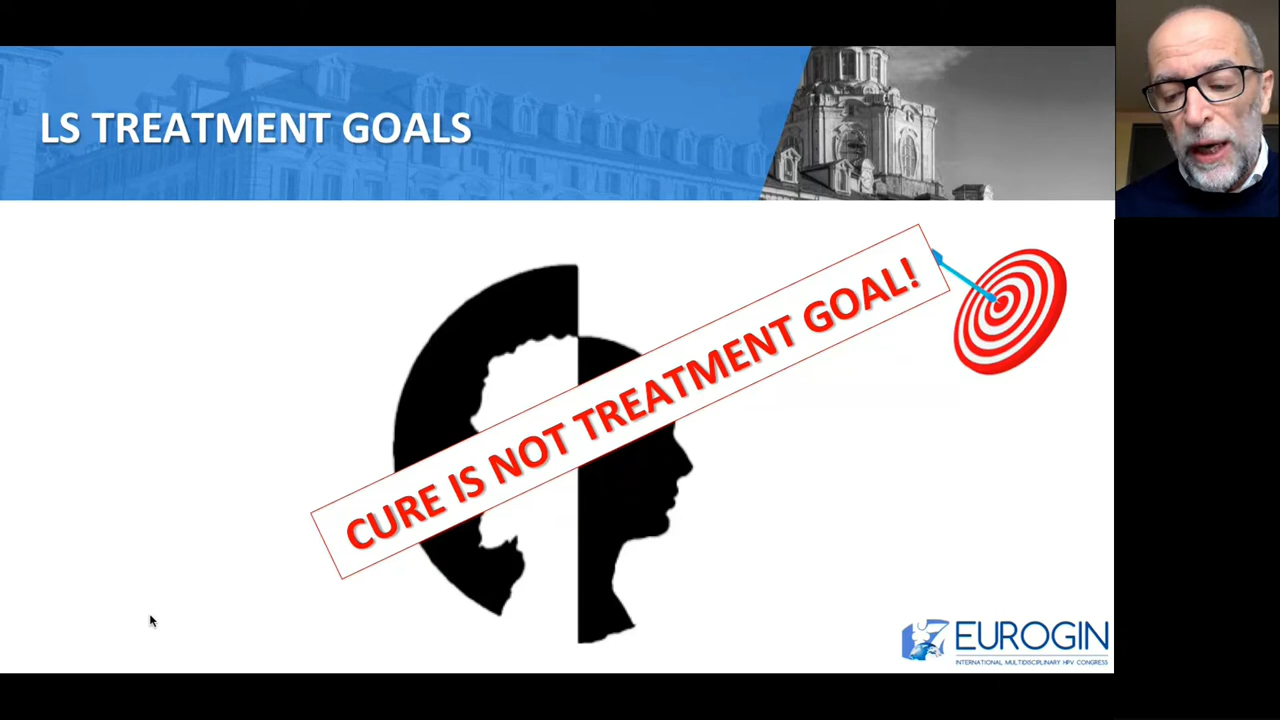 LS TREATMENT GOALS
CURE IS NOT TREATMENT GOAL!
EUROGIN
INTERNATIONAL MULTIDISCIPLINARY HPV CONGRESS